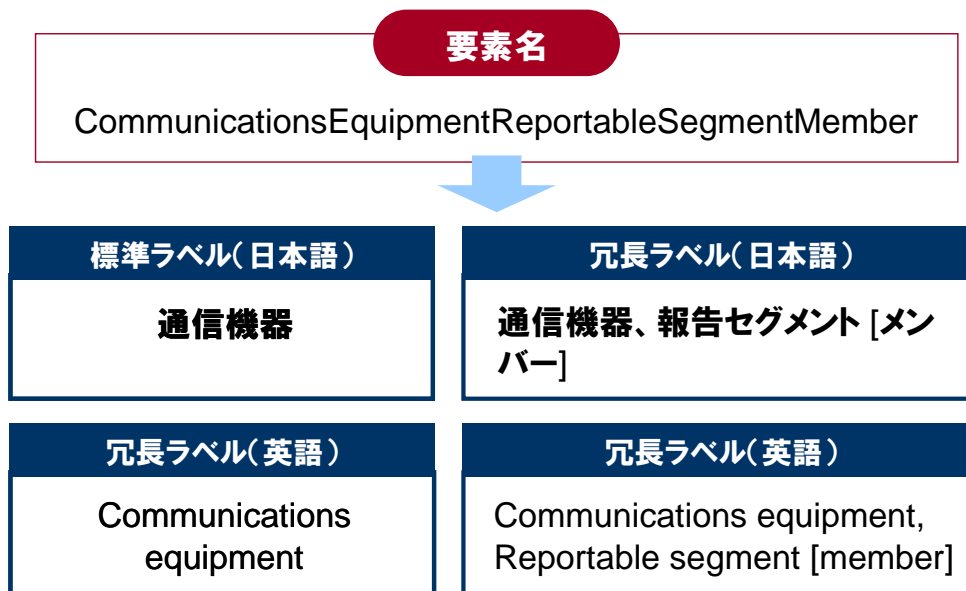 要素名
CommunicationsEquipmentReportableSegmentMember
標準ラベル(日本語)
通信機器
冗長ラベル(日本語)
通信機器、報告セグメント [メン
バー]
冗長ラベル(英語)
Communications
equipment
冗長ラベル(英語)
Communications equipment,
Reportable segment [member]